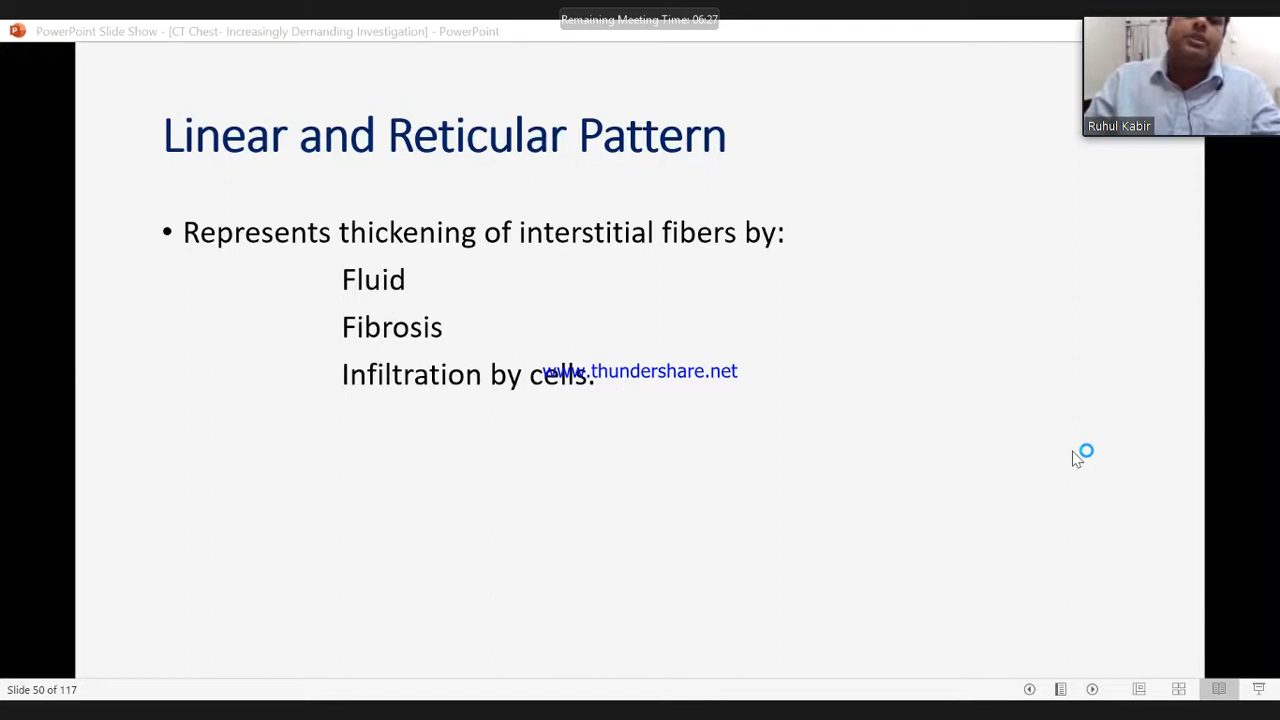 Remaining Meeting Time: 06:27
PowerPoint Slide Show - [CT Chest- Increasingly Demanding Investigation] - PowerPoint
Ruhul Kabir
Linear and Reticular Pattern
• Represents thickening of interstitial fibers by:
Fluid
Fibrosis
Infiltration by cells.
www.thundershare.net
Slide 50 of 117